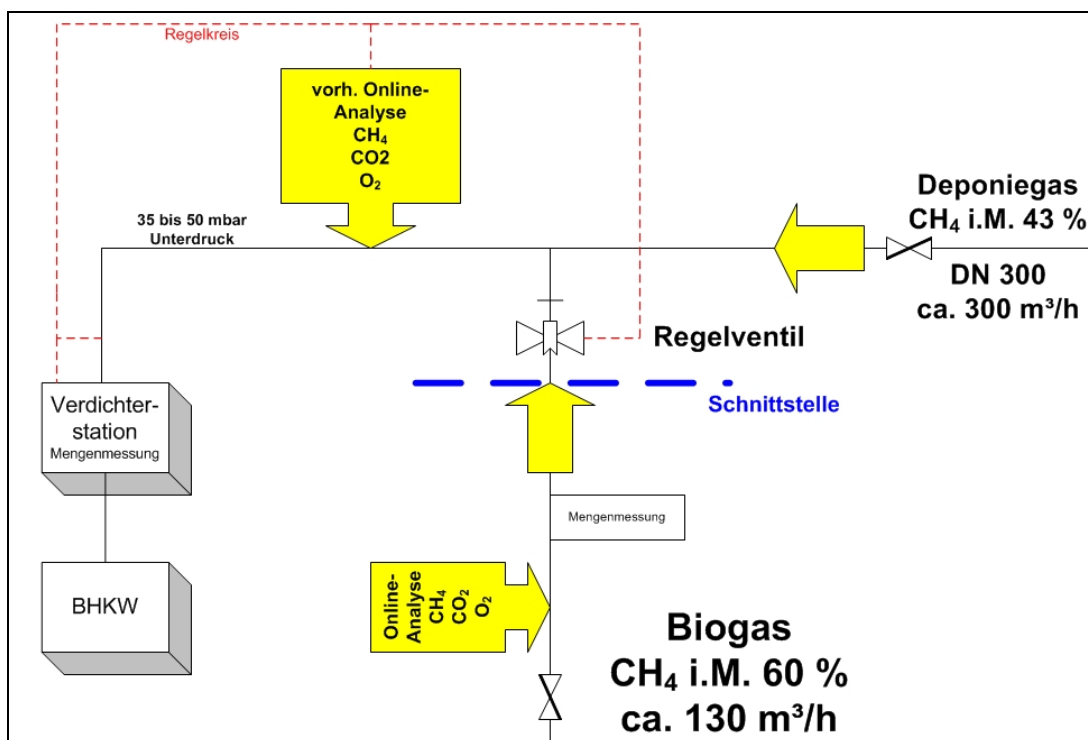 Regelkreis
vorh. Online-
Analyse
CH₄
CO2
O₂
35 bis 50 mbar
Unterdruck
Deponiegas
CH₄ i.M. 43 %
DN 300
ca. 300 m³/h
Regelventil
Schnittstelle
Verdichter-
station
Mengenmessung
Mengenmessung
BHKW
Online-
Analyse
CH₄
CO₂
O₂
Biogas
CH₄ i.M. 60 %
ca. 130 m³/h